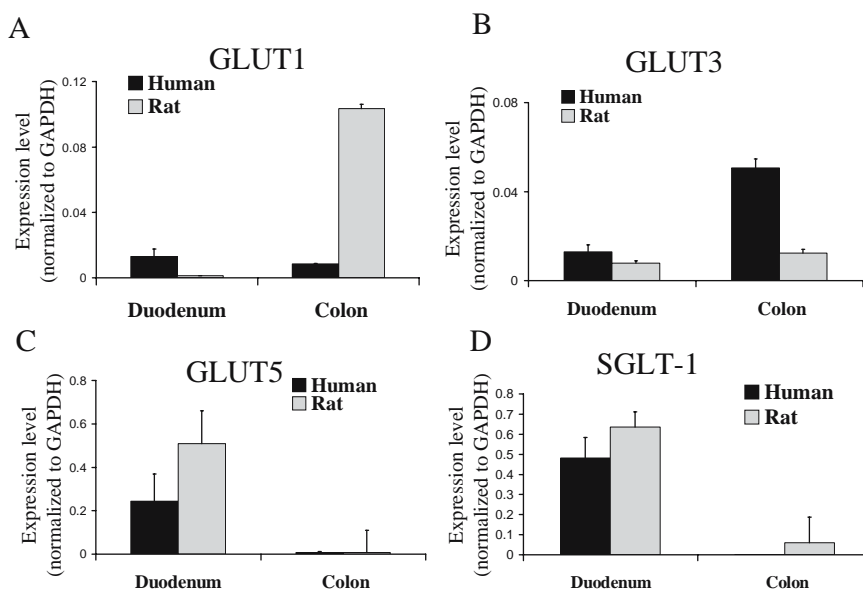 A
GLUT1
Human
Rat
Expression level
(normalized to GAPDH)
0.12
0.08
0.04
0
Duodenum
Colon
B
GLUT3
Human
Rat
Expression level
(normalized to GAPDH)
0.08
0.04
0
Duodenum
Colon
C
GLUT5
Human
Rat
Expression level
(normalized to GAPDH)
0.8
0.6
0.4
0.2
0
Duodenum
Colon
D
SGLT-1
Human
Rat
Expression level
(normalized to GAPDH)
0.8
0.7
0.6
0.5
0.4
0.3
0.2
0.1
0
Duodenum
Colon